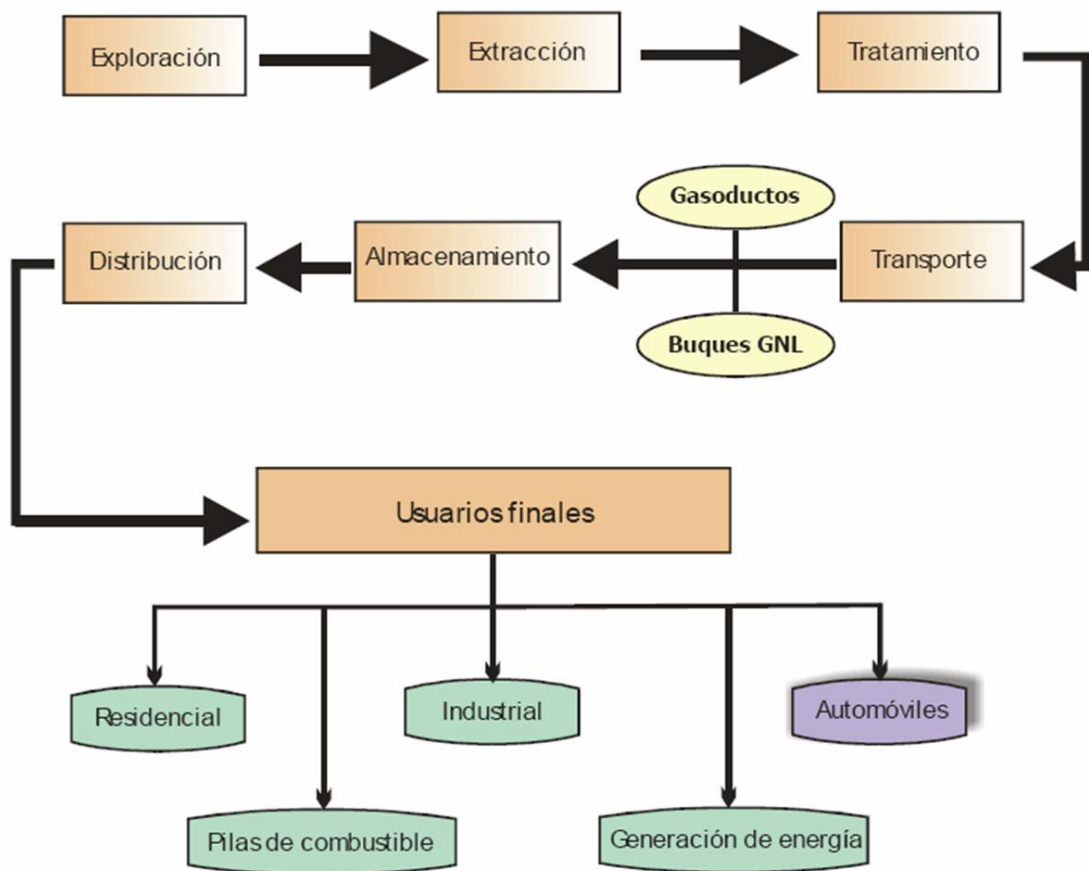 Exploración
Extracción
Tratamiento
Gasoductos
Distribución
Almacenamiento
Transporte
Buques GNL
Usuarios finales
Residencial
Industrial
Automóviles
Pilas de combustible
Generación de energía